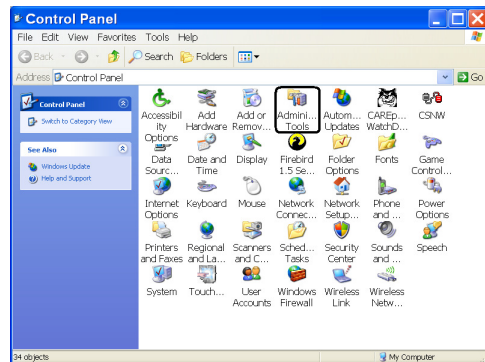 Control Panel
File Edit View Favorites Tools Help
Back Search Folders
Address Control Panel Go
Control Panel
Switch to Category View
See Also
Windows Update
Help and Support
Accessibil Add Add or Admini... Autom... CAREp... CSNW
ity Hardware Remov... Tools Updates WatchD...
Options
Data Date and Display Firebird Folder Fonts Game
Sourc... Time 1.5 Se... Options Control...
Internet Keyboard Mouse Network Network Phone Power
Options Connec... Setup... and ... Options
Printers Regional Scanners Sched... Security Sounds Speech
and Faxes and La... and C... Tasks Center and ...
System Touch... User Windows Wireless Wireless
Accounts Firewall Link Netw...
34 objects My Computer